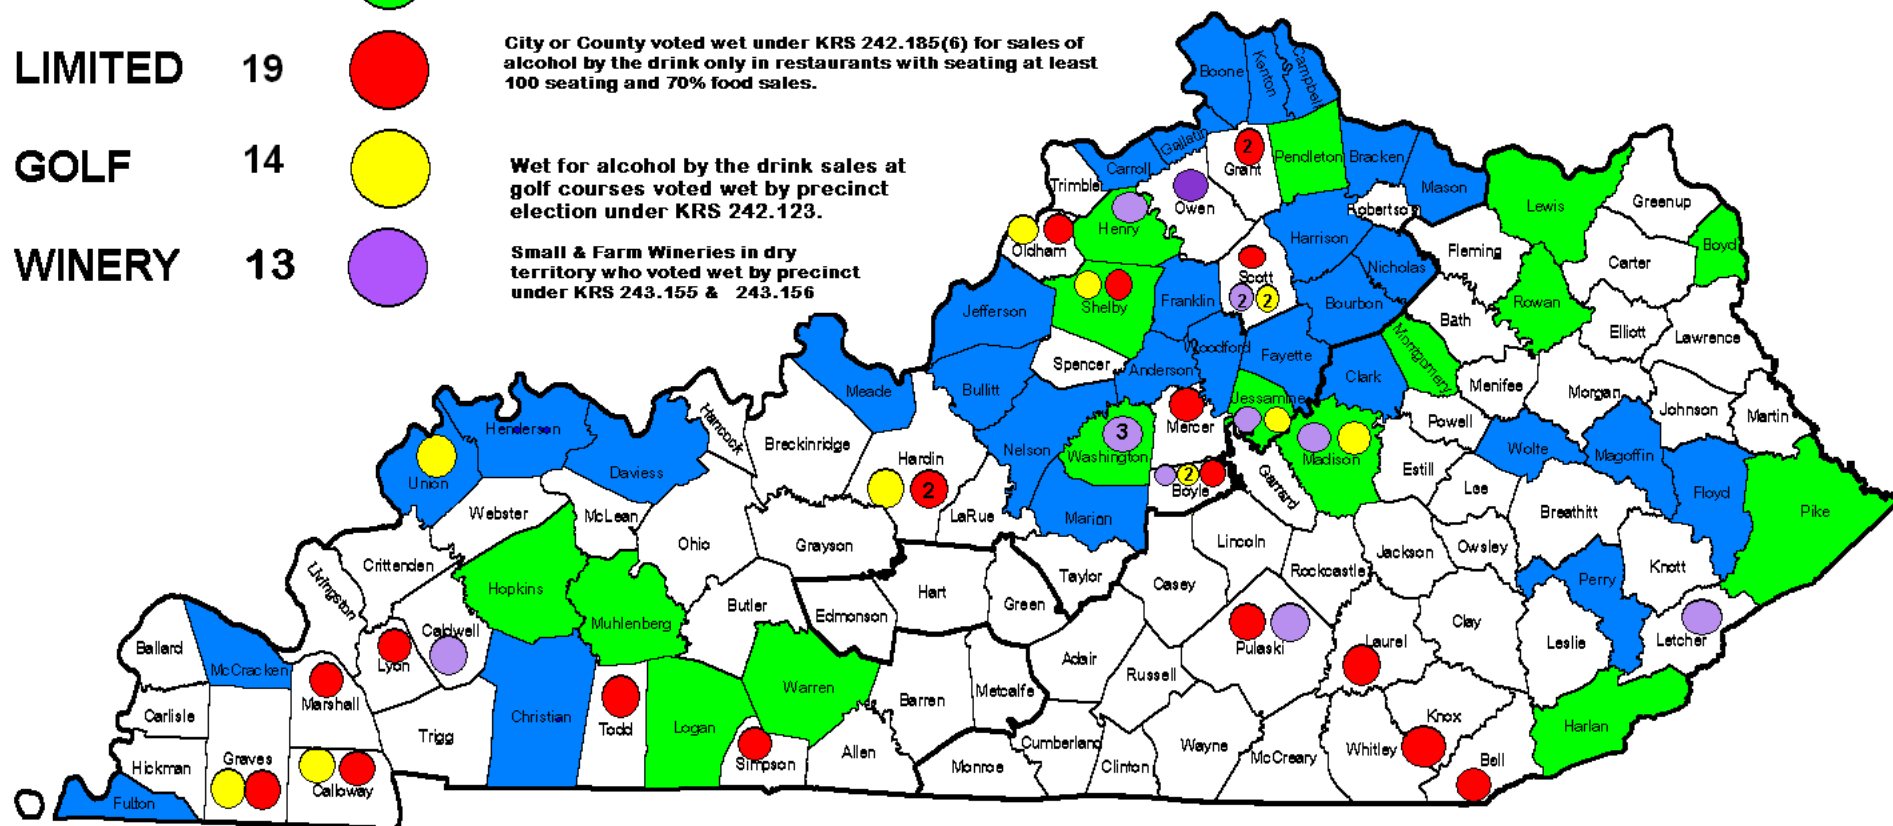 LIMITED 19
City or County voted wet under KRS 242.185(6) for sales of
alcohol by the drink only in restaurants with seating at least
100 seating and 70% food sales.
GOLF 14
Wet for alcohol by the drink sales at
golf courses voted wet by precinct
election under KRS 242.123.
WINERY 13
Small & Farm Wineries in dry
territory who voted wet by precinct
under KRS 243.155 & 243.156
Boone
Kenton
Campbell
Gallatin
Carroll
Trimble
2
Grant
Pendleton
Bracken
Mason
Robertson
Lewis
Greenup
Boyd
Owen
Henry
Oldham
Harrison
Fleming
Carter
Nicholas
Scott
2
2
Shelby
Franklin
Jefferson
Bourbon
Rowan
Bath
Elliott
Lawrence
Montgomery
Woodford
Fayette
Spencer
Anderson
Clark
Menifee
Morgan
Johnson
Martin
Meade
Bullitt
Jessamine
Mercer
Powell
Hancock
Henderson
Breckinridge
Nelson
3
Washington
Madison
Estill
Wolfe
Magoffin
Floyd
Pike
Daviess
Union
Hardin
2
2
Boyle
Garrard
Lee
Breathitt
Webster
McLean
LaRue
Marion
Ohio
Grayson
Lincoln
Jackson
Owsley
Knott
Crittenden
Livingston
Hopkins
Muhlenberg
Butler
Edmonson
Hart
Green
Taylor
Casey
Rockcastle
Perry
Clay
Leslie
Letcher
Ballard
McCracken
Lyon
Caldwell
Pulaski
Laurel
Adair
Russell
Marshall
Carlisle
Christian
Todd
Logan
Warren
Barren
Metcalfe
Knox
Harlan
Trigg
Graves
Hickman
Calloway
Simpson
Allen
Monroe
Cumberland
Clinton
Wayne
McCreary
Whitley
Bell
Fulton